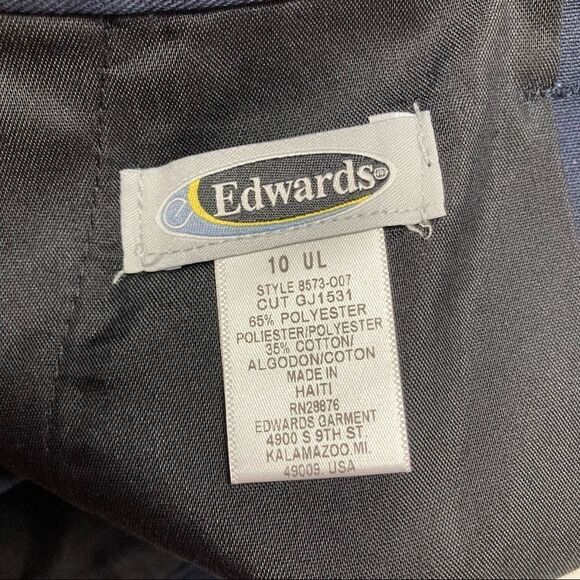 e
Edwards®
10 UL
STYLE 8573-007
CUT GJ1531
65% POLYESTER
POLIESTER/POLYESTER
35% COTTON/
ALGODON/COTON
MADE IN
HAITI
RN28876
EDWARDS GARMENT
4900 S 9TH ST.
KALAMAZOO.MI.
49009. USA